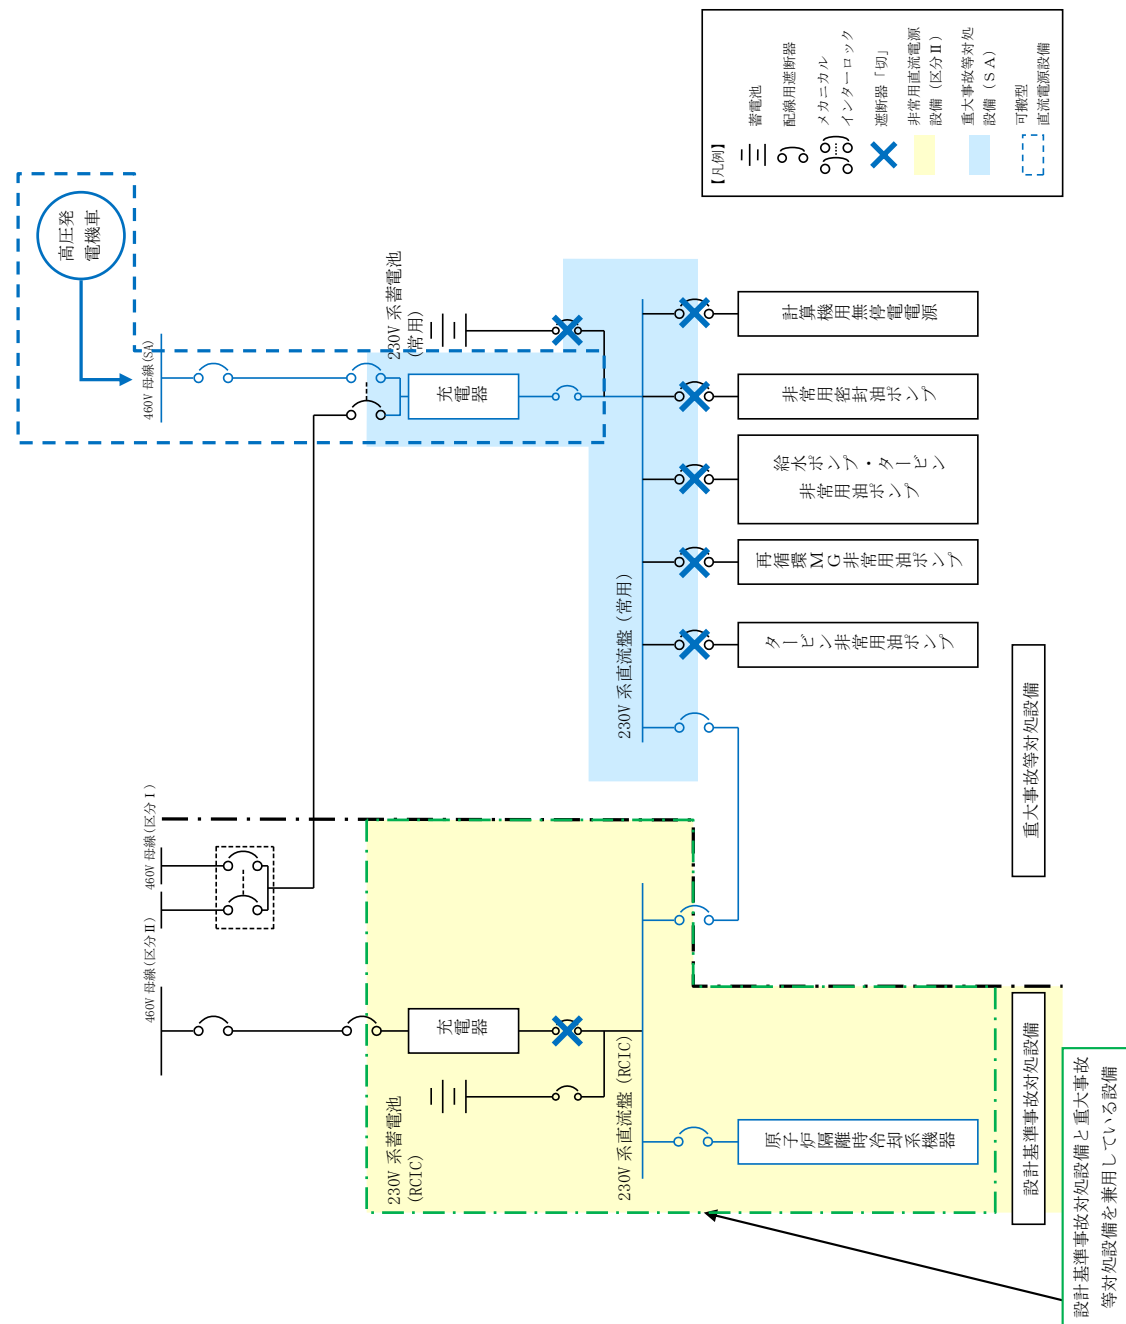 460V 母線(区分Ⅱ)
460V 母線(区分Ⅰ)
460V 母線(SA)
高圧発
電機車
230V 系蓄電池
(RCIC)
充電器
230V 系蓄電池
(常用)
充電器
230V 系直流盤（RCIC）
230V 系直流盤（常用）
原子炉隔離時冷却系機器
タービン非常用油ポンプ
再循環MG非常用油ポンプ
給水ポンプ・タービン
非常用油ポンプ
非常用密封油ポンプ
計算機用無停電電源
設計基準事故対処設備
重大事故等対処設備
設計基準事故対処設備と重大事故
等対処設備を兼用している設備
【凡例】
蓄電池
配線用遮断器
メカニカル
インターロック
遮断器「切」
非常用直流電源
設備（区分Ⅱ）
重大事故等対処
設備（ＳＡ）
可搬型
直流電源設備